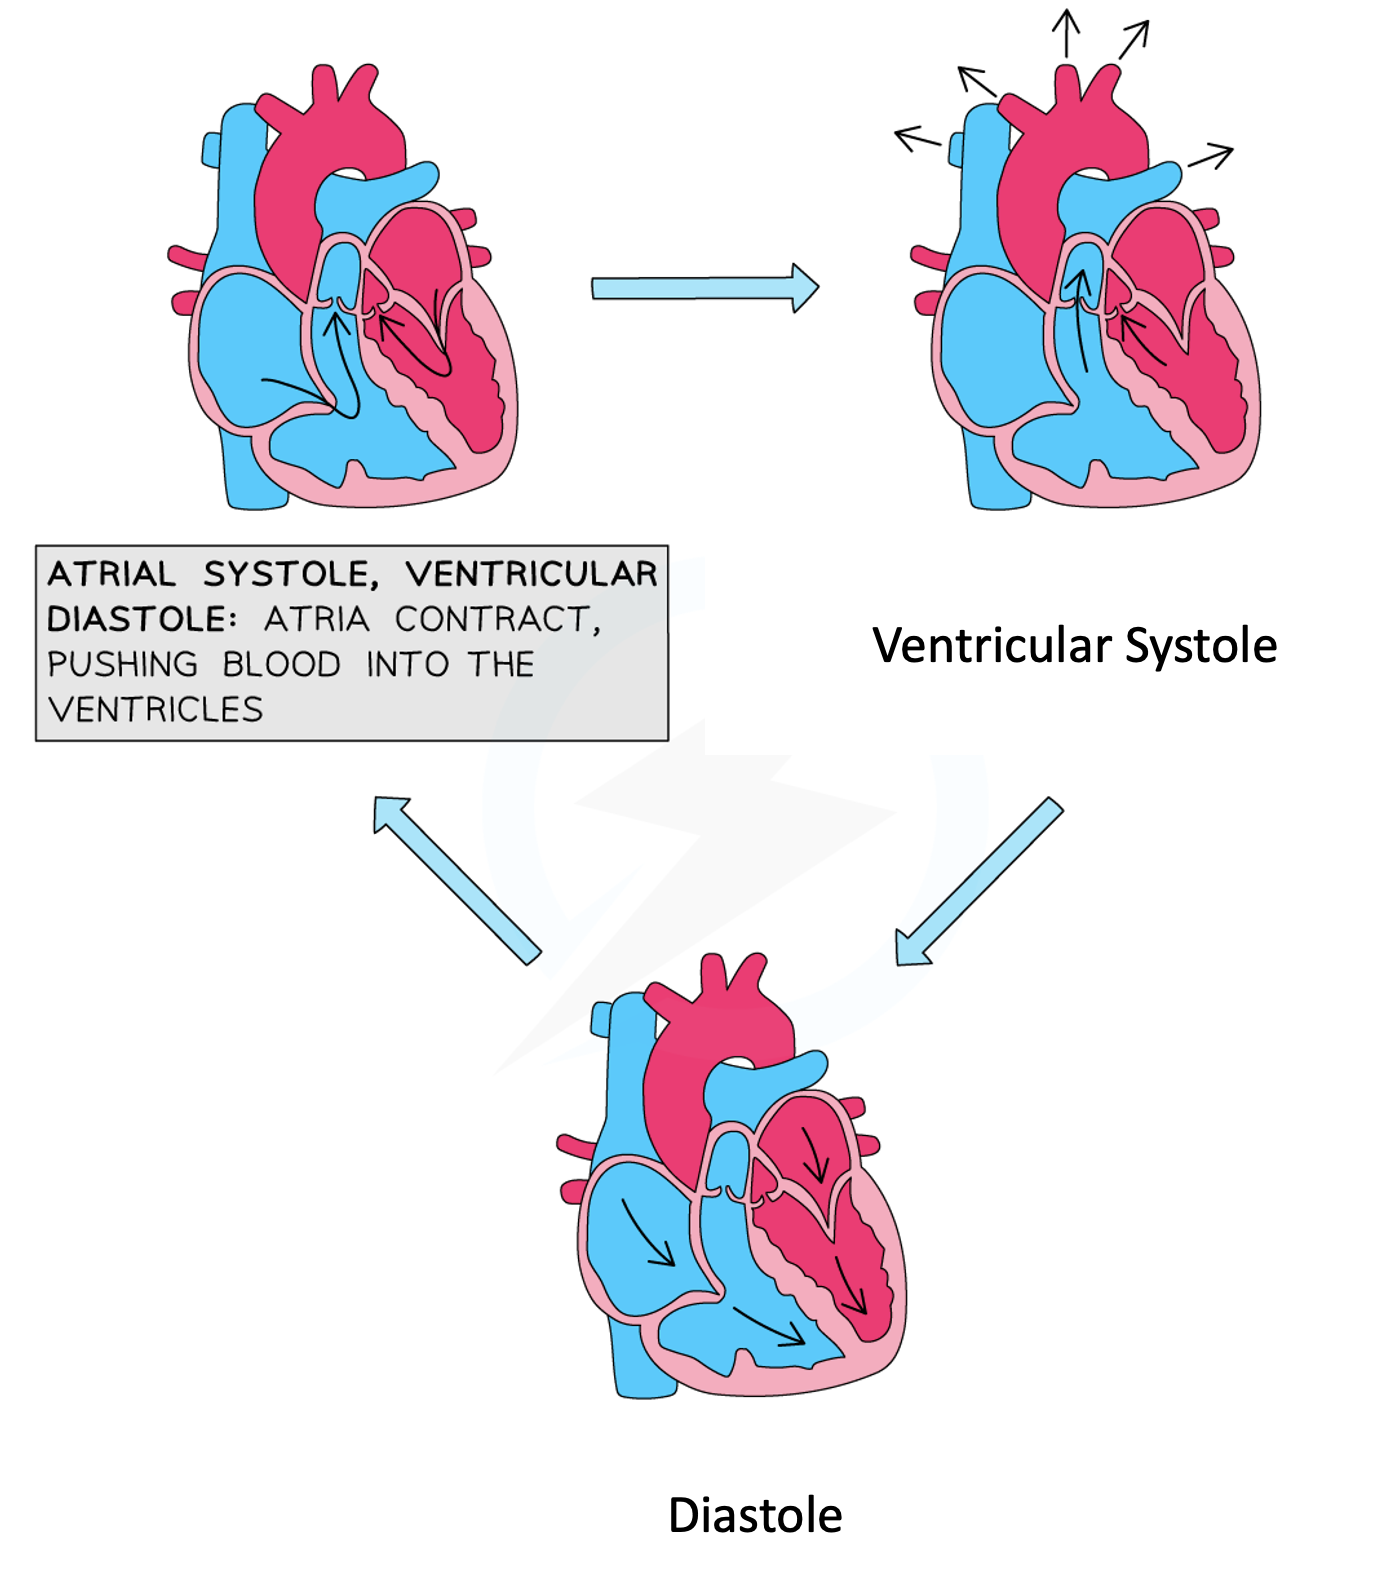 ATRIAL SYSTOLE, VENTRICULAR
DIASTOLE: ATRIA CONTRACT,
PUSHING BLOOD INTO THE
VENTRICLES
Ventricular Systole
Diastole